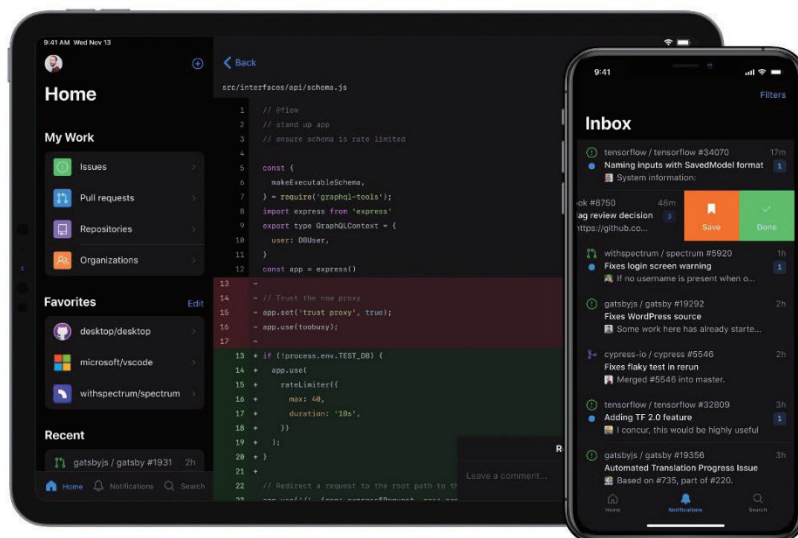 9:41 AM Wed Nov 13
Home
My Work
Issues
Pull requests
Repositories
Organizations
Favorites
Edit
desktop/desktop
microsoft/vscode
withspectrum/spectrum
Recent
gatsbyjs / gatsby #1931 2h
Home
Notifications
Search
Back
src/interfaces/api/schema.js
1 // @flow
2 // stand up app
3 // ensure schema is rate limited
4
5 const {
6 makeExecutableSchema,
7 } = require('graphql-tools');
8 import express from 'express'
9 export type GraphQLContext = {
10 user: DBUser,
11 }
12 const app = express()
13 -
14 - // Trust the now proxy
15 - app.set('trust proxy', true);
16 - app.use(toobusy);
17 -
13 + if (!process.env.TEST_DB) {
14 + app.use(
15 + rateLimiter({
16 + max: 40,
17 + duration: '10s',
18 + })
19 + );
20 + }
21 +
22 // Redirect a request to the root path to th
23
Leave a comment...
9:41
Filters
Inbox
tensorflow / tensorflow #34070 17m
Naming inputs with SavedModel format 1
System information:
ok #8750 46m
lag review decision 3
https://github.co...
Save
Done
withspectrum / spectrum #5920 1h
Fixes login screen warning 1
If no username is present when o...
gatsbyjs / gatsby #19292 2h
Fixes WordPress source
Some work here has already starte...
cypress-io / cypress #5546 2h
Fixes flaky test in rerun
Merged #5546 into master.
tensorflow / tensorflow #32809 3h
Adding TF 2.0 feature 1
I concur, this would be highly useful
gatsbyjs / gatsby #19356 3h
Automated Translation Progress Issue
Based on #735, part of #220.
Home
Notifications
Search